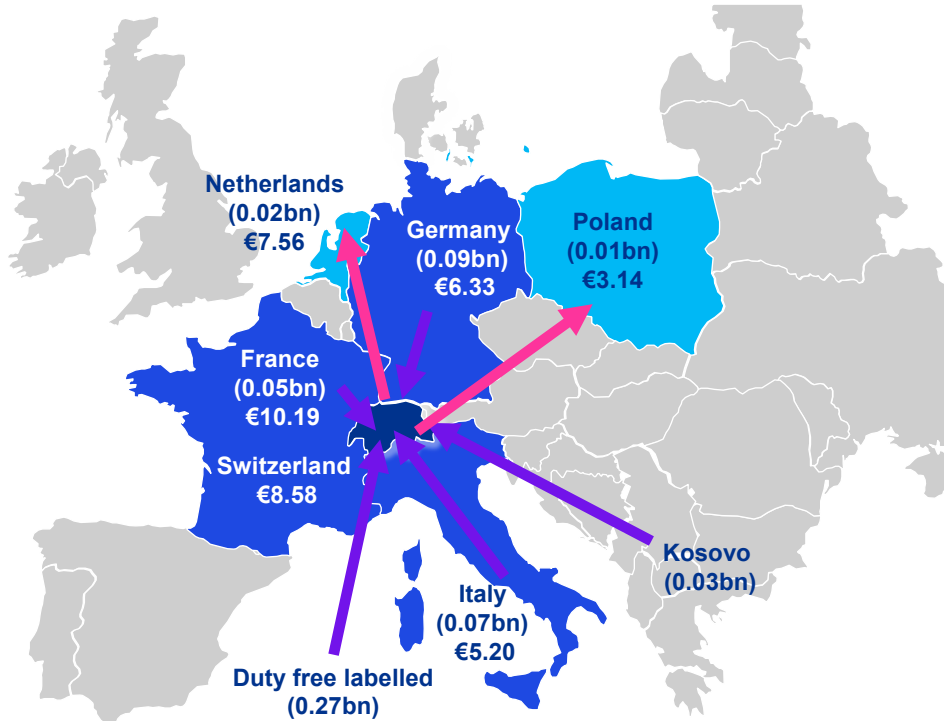 Netherlands
(0.02bn)
€7.56
Germany
(0.09bn)
€6.33
Poland
(0.01bn)
€3.14
France
(0.05bn)
€10.19
Switzerland
€8.58
Kosovo
(0.03bn)
Italy
(0.07bn)
€5.20
Duty free labelled
(0.27bn)